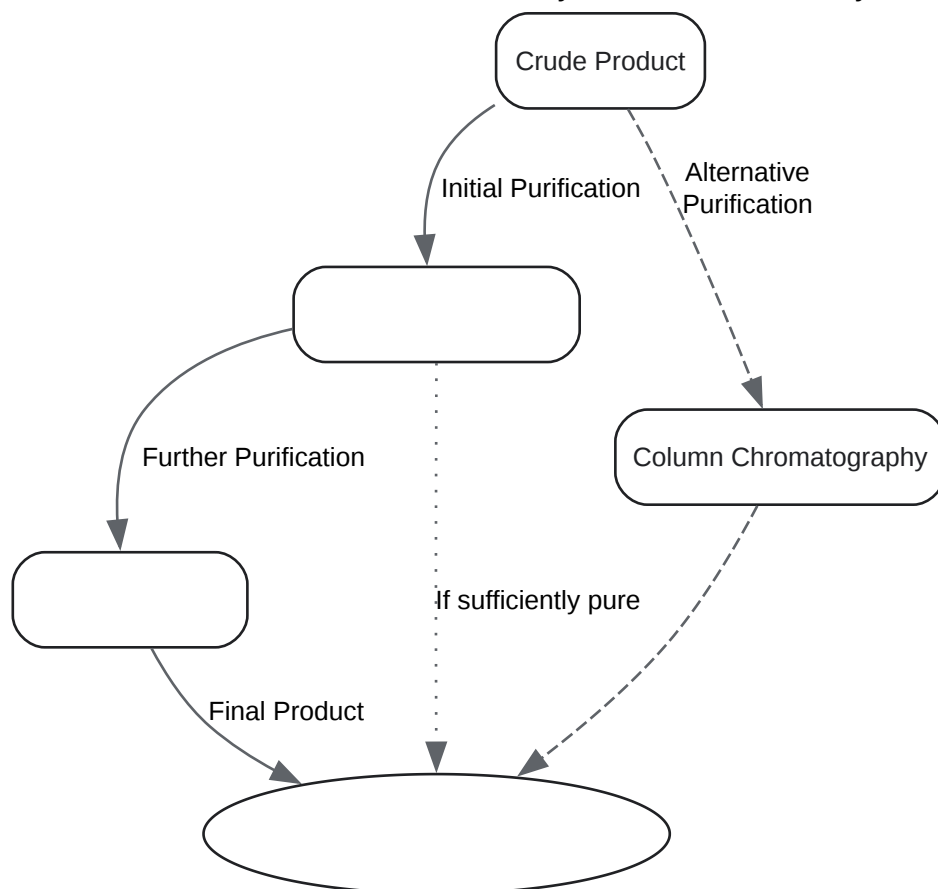 Crude Product
Initial Purification
Alternative
Purification
Further Purification
Column Chromatography
If sufficiently pure
Final Product